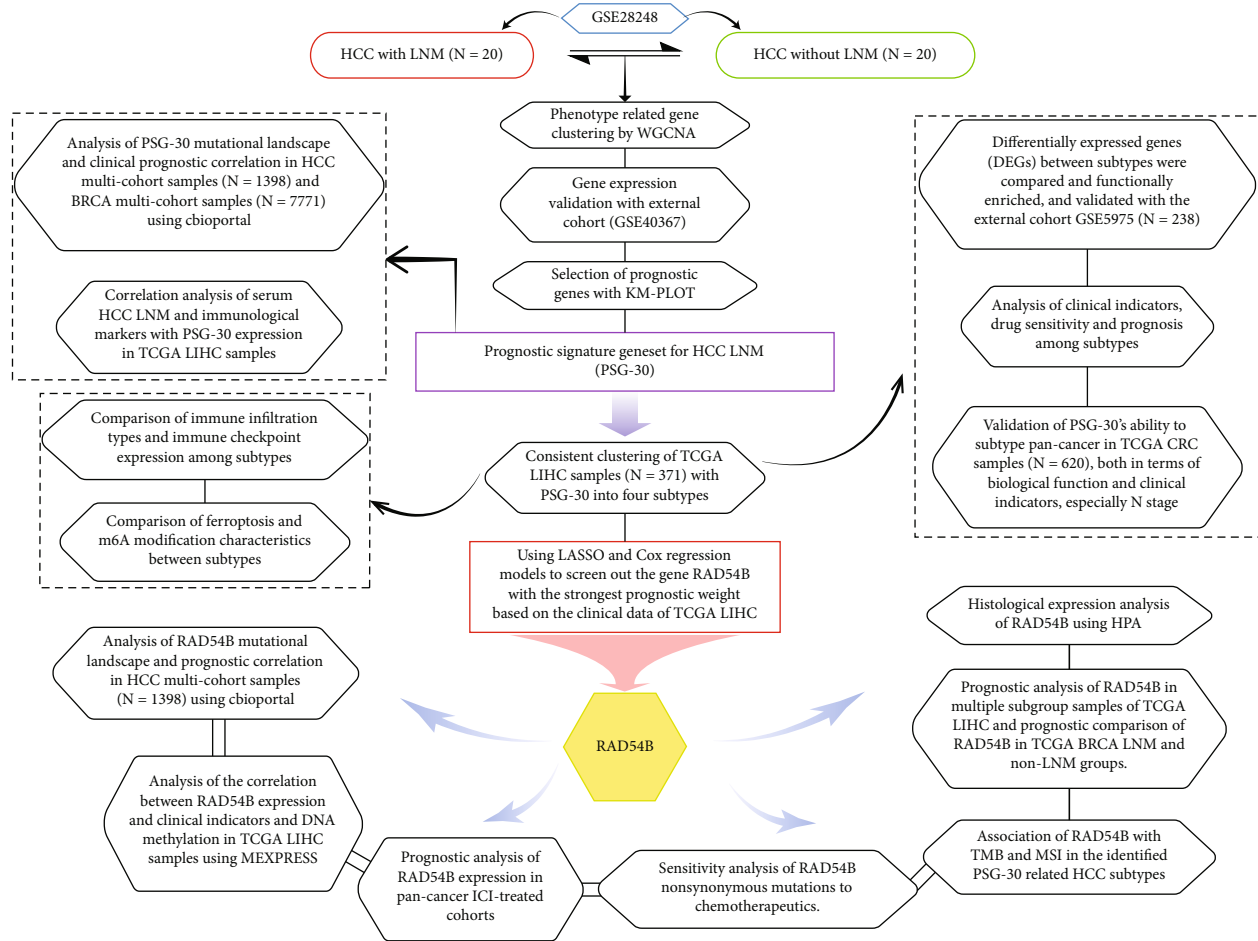 GSE28248
HCC with LNM (N = 20)
HCC without LNM (N = 20)
Phenotype related gene
clustering by WGCNA
Gene expression
validation with external
cohort (GSE40367)
Selection of prognostic
genes with KM-PLOT
Prognostic signature geneset for HCC LNM
(PSG-30)
Analysis of PSG-30 mutational landscape
and clinical prognostic correlation in HCC
multi-cohort samples (N = 1398) and
BRCA multi-cohort samples (N = 7771)
using cbioportal
Correlation analysis of serum
HCC LNM and immunological
markers with PSG-30 expression
in TCGA LIHC samples
Comparison of immune infiltration
types and immune checkpoint
expression among subtypes
Comparison of ferroptosis and
m6A modification characteristics
between subtypes
Consistent clustering of TCGA
LIHC samples (N = 371) with
PSG-30 into four subtypes
Differentially expressed genes
(DEGs) between subtypes were
compared and functionally
enriched, and validated with the
external cohort GSE5975 (N = 238)
Analysis of clinical indicators,
drug sensitivity and prognosis
among subtypes
Validation of PSG-30's ability to
subtype pan-cancer in TCGA CRC
samples (N = 620), both in terms of
biological function and clinical
indicators, especially N stage
Using LASSO and Cox regression
models to screen out the gene RAD54B
with the strongest prognostic weight
based on the clinical data of TCGA LIHC
RAD54B
Analysis of RAD54B mutational
landscape and prognostic correlation
in HCC multi-cohort samples
(N = 1398) using cbioportal
Analysis of the correlation
between RAD54B expression
and clinical indicators and DNA
methylation in TCGA LIHC
samples using MEXPRESS
Prognostic analysis of
RAD54B expression in
pan-cancer ICI-treated
cohorts
Sensitivity analysis of RAD54B
nonsynonymous mutations to
chemotherapeutics.
Histological expression analysis
of RAD54B using HPA
Prognostic analysis of RAD54B in
multiple subgroup samples of TCGA
LIHC and prognostic comparison of
RAD54B in TCGA BRCA LNM and
non-LNM groups.
Association of RAD54B with
TMB and MSI in the identified
PSG-30 related HCC subtypes